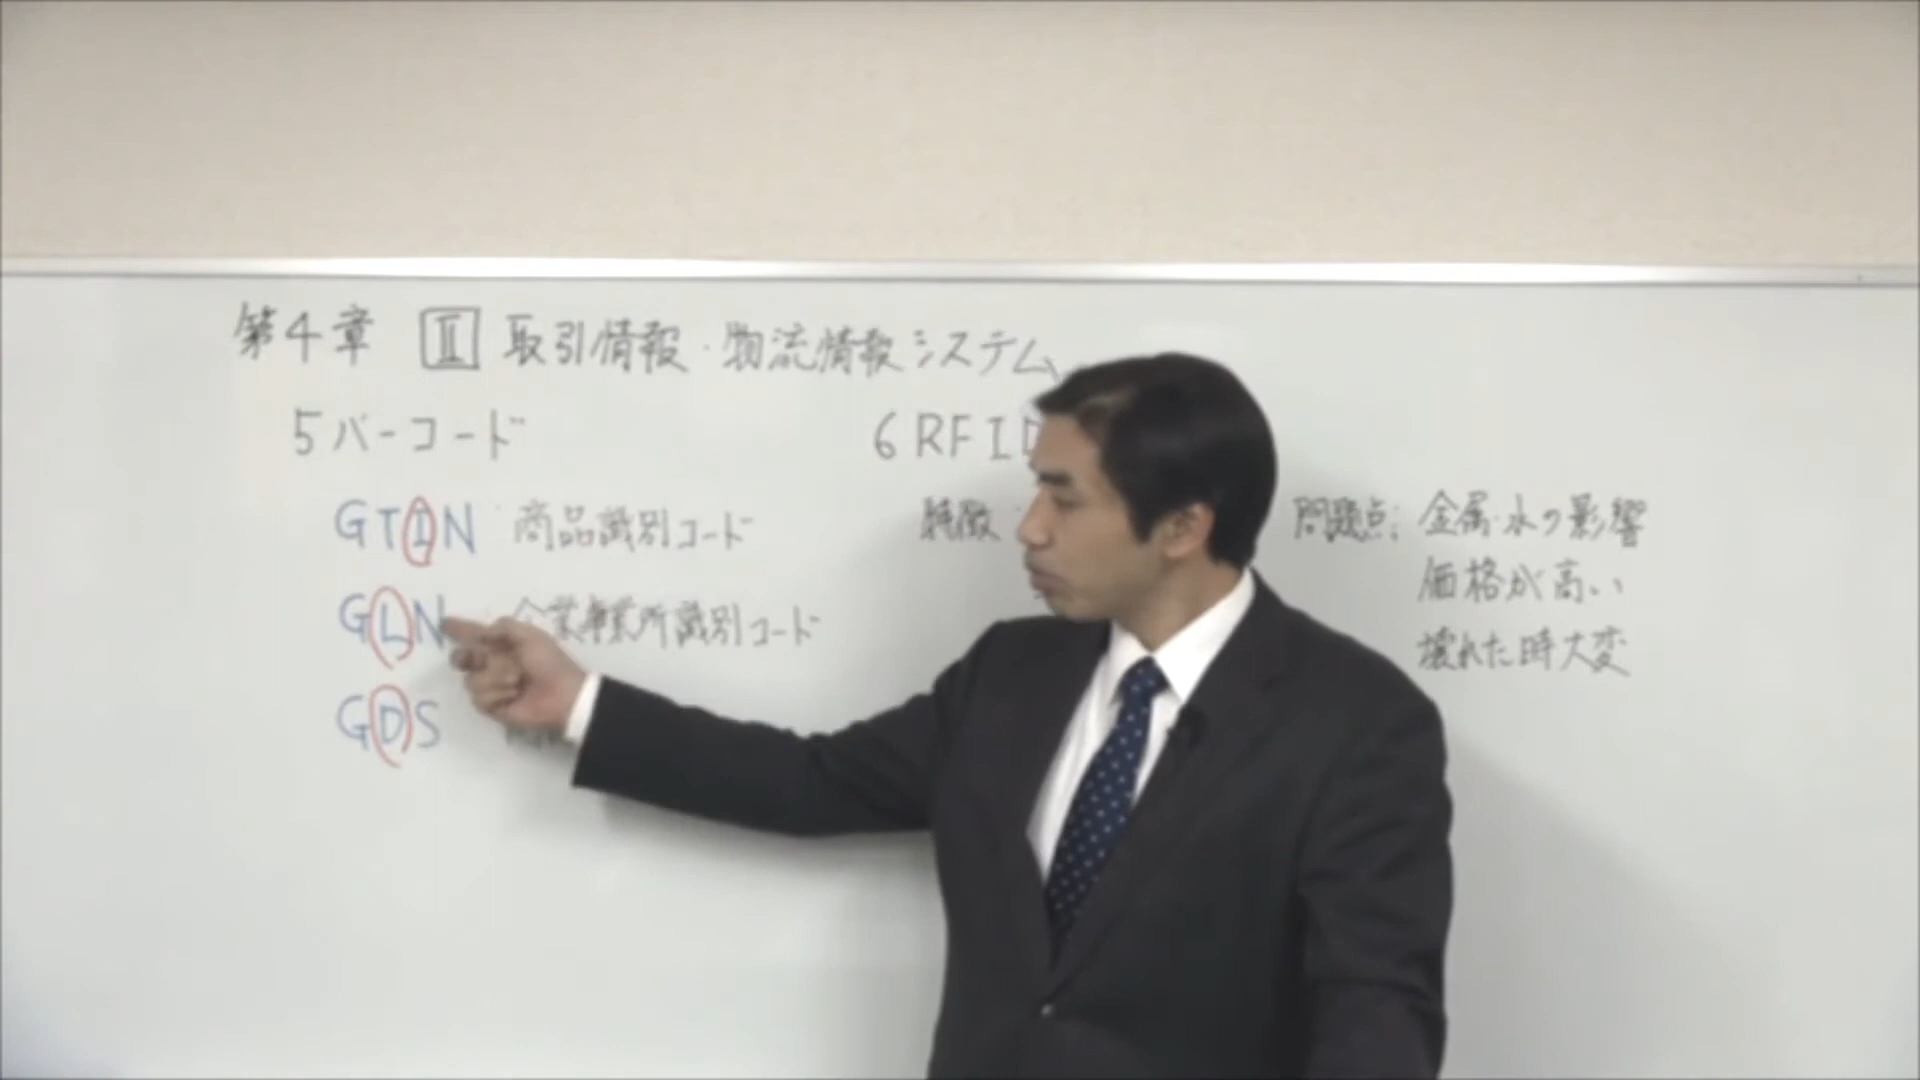 第4章 Ⅲ 取引情報・物流情報システム
5 バーコード
GTIN : 商品識別コード
GLN 企業事業所識別コード
GDS
6 RFID
特徴
問題点: 金属・水の影響
価格が高い
壊れた時大変